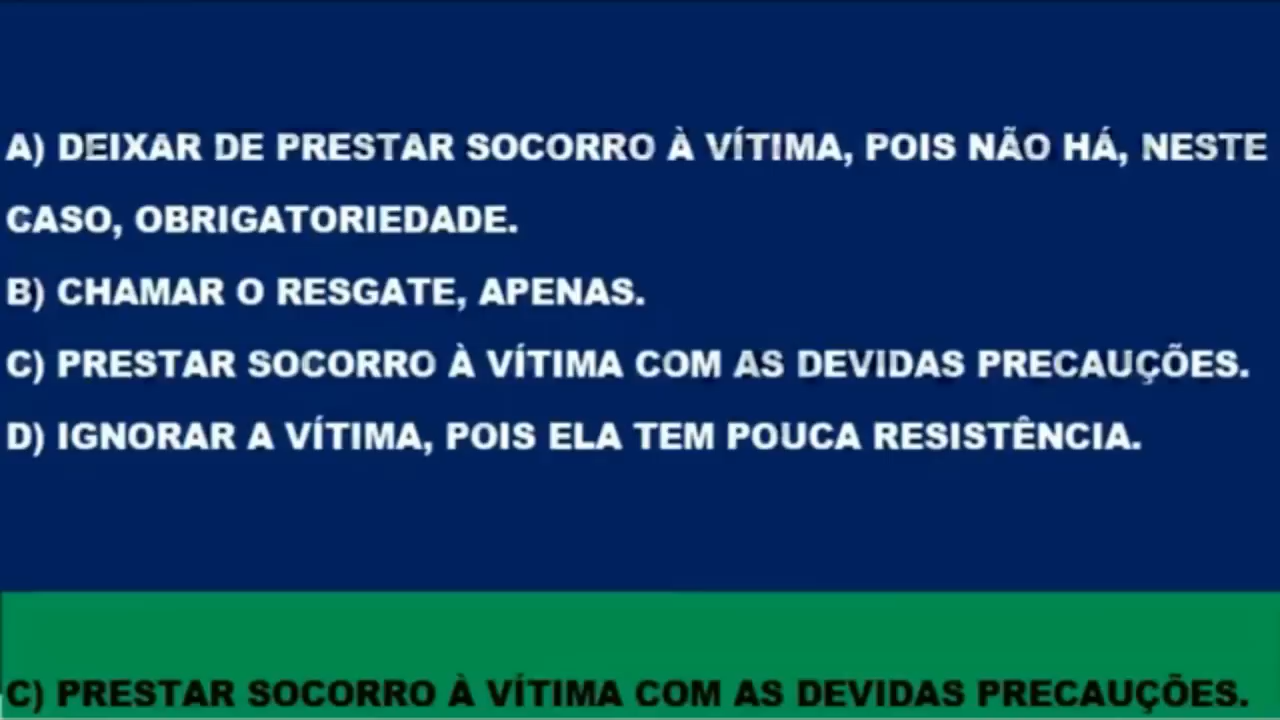 A) DEIXAR DE PRESTAR SOCORRO À VÍTIMA, POIS NÃO HÁ, NESTE
CASO, OBRIGATORIEDADE.
B) CHAMAR O RESGATE, APENAS.
C) PRESTAR SOCORRO À VÍTIMA COM AS DEVIDAS PRECAUÇÕES.
D) IGNORAR A VÍTIMA, POIS ELA TEM POUCA RESISTÊNCIA.
C) PRESTAR SOCORRO À VÍTIMA COM AS DEVIDAS PRECAUÇÕES.